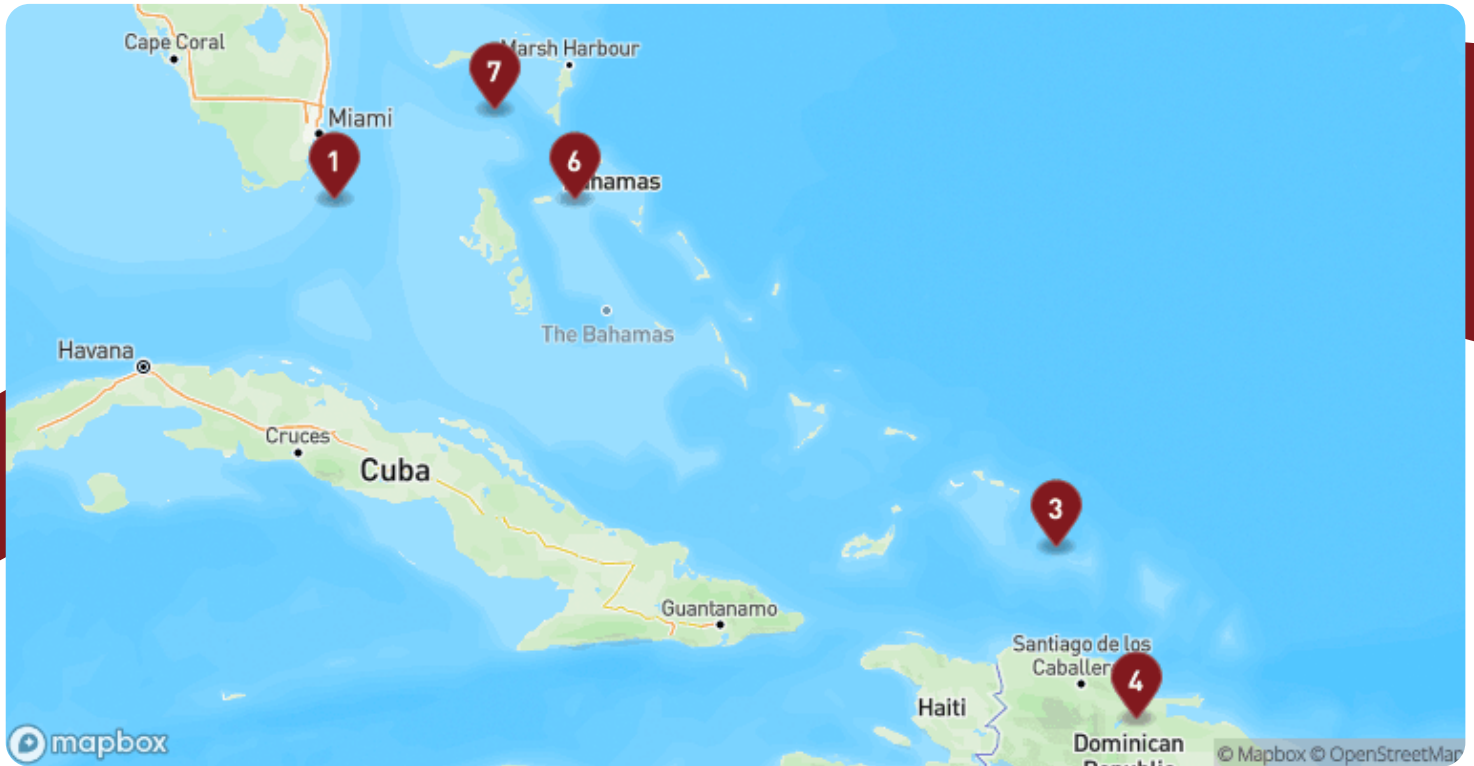 Cape Coral
Marsh Harbour
7
Miami
1
6
hamas
The Bahamas
Havana
Cruces
Cuba
3
Guantanamo
Santiago de los
Caballer
4
Haiti
Dominican
mapbox
© Mapbox © OpenStreetMap